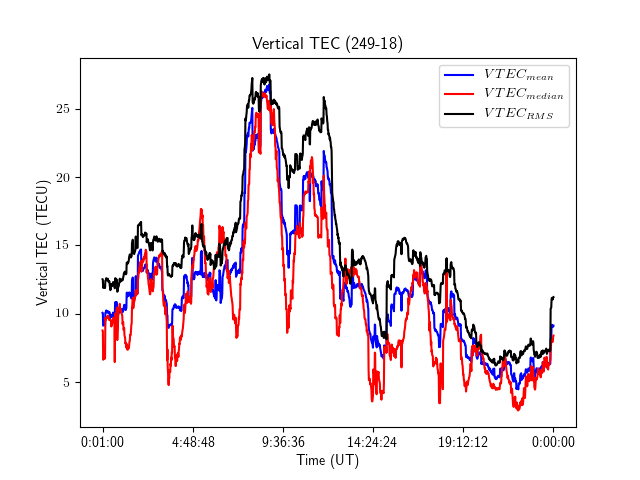 Vertical TEC (249-18)
VTEC_mean
VTEC_median
VTEC_RMS
Vertical TEC (TECU)
25
20
15
10
5
0:01:00 4:48:48 9:36:36 14:24:24 19:12:12 0:00:00
Time (UT)